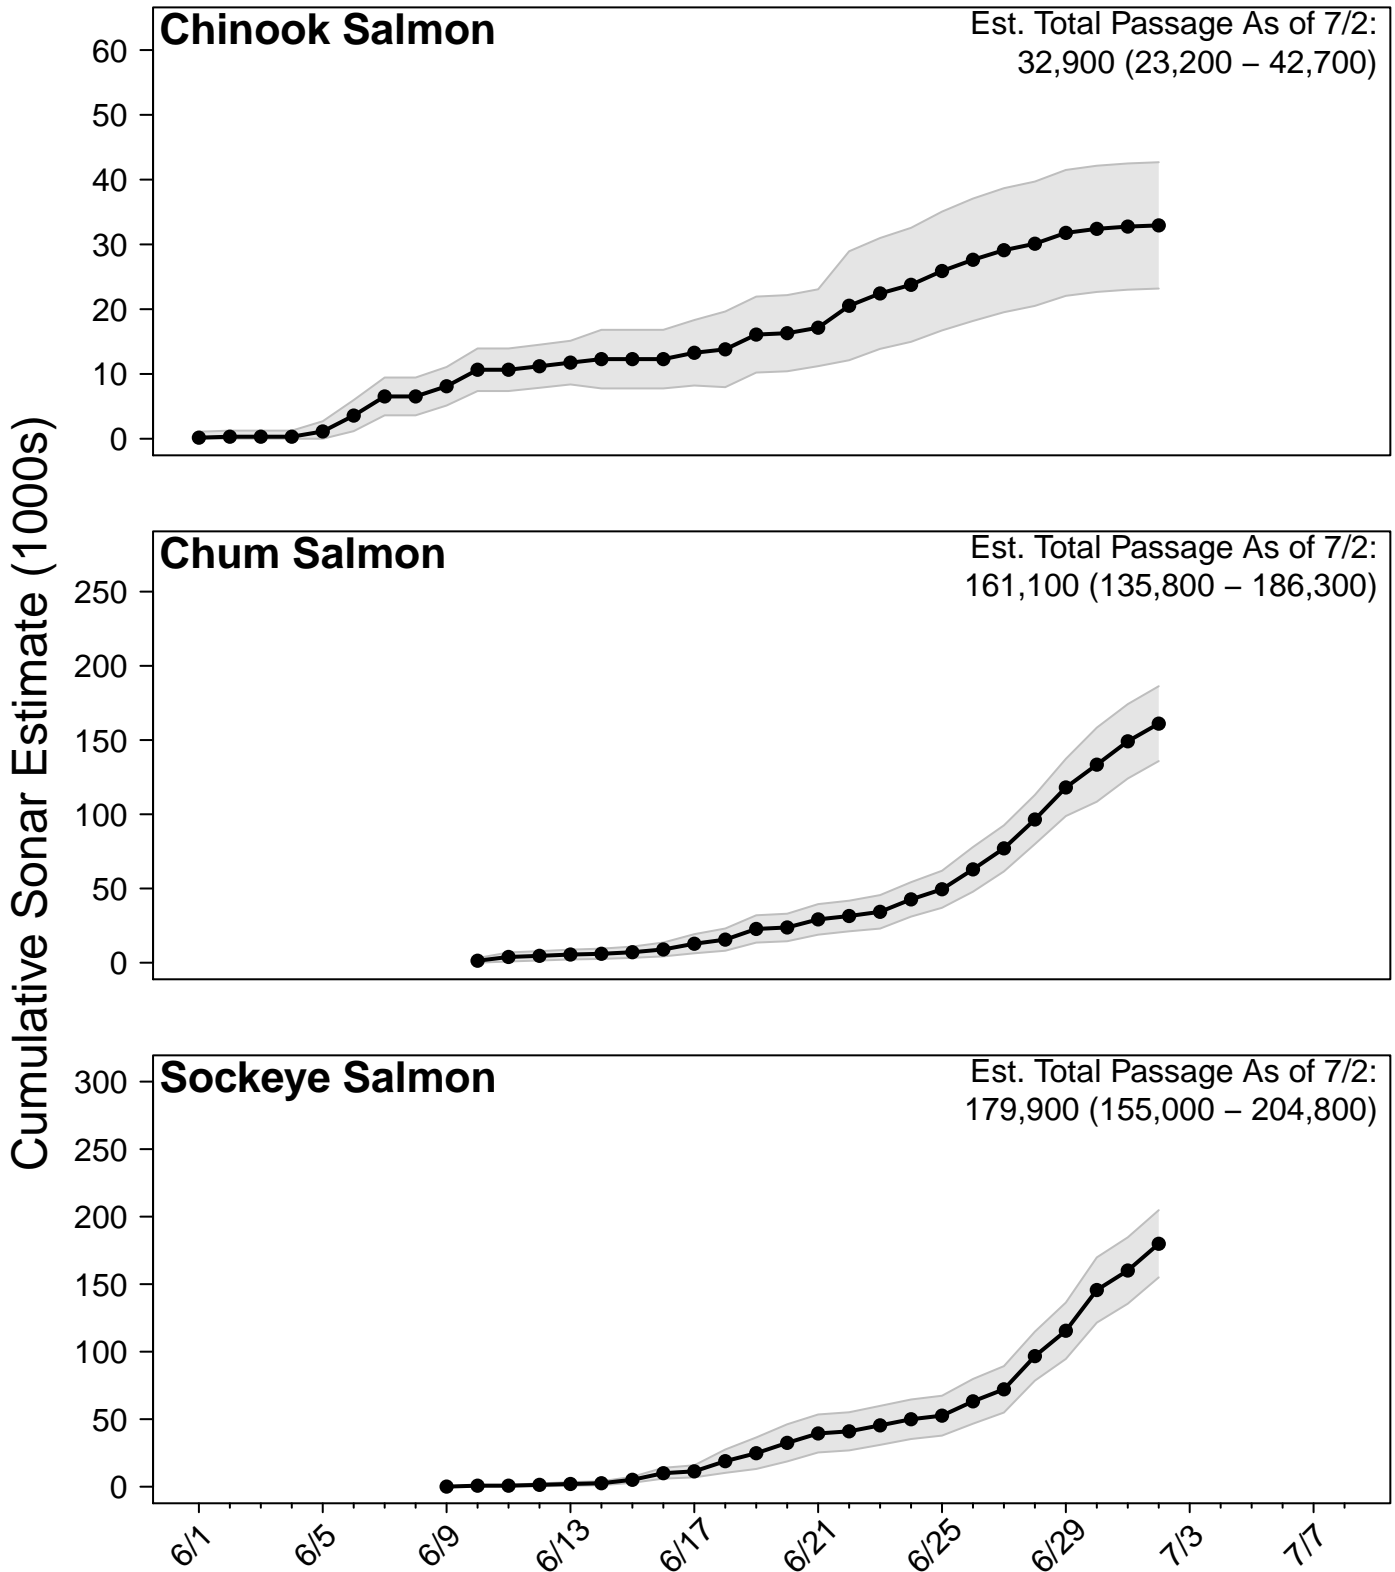 Cumulative Sonar Estimate (1000s)
Chinook Salmon
Est. Total Passage As of 7/2:
32,900 (23,200 – 42,700)
60
50
40
30
20
10
0
Chum Salmon
Est. Total Passage As of 7/2:
161,100 (135,800 – 186,300)
250
200
150
100
50
0
Sockeye Salmon
Est. Total Passage As of 7/2:
179,900 (155,000 – 204,800)
300
250
200
150
100
50
0
6/1 6/5 6/9 6/13 6/17 6/21 6/25 6/29 7/3 7/7